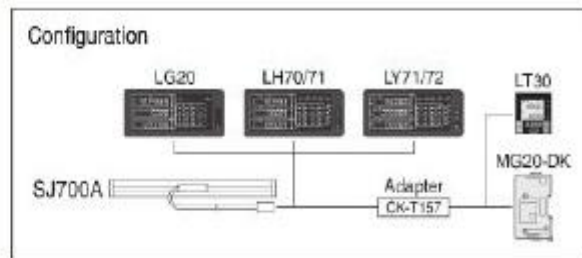 Configuration
LG20
LH70/71
LY71/72
LT30
MG20-DK
SJ700A
Adapter
CK-T157